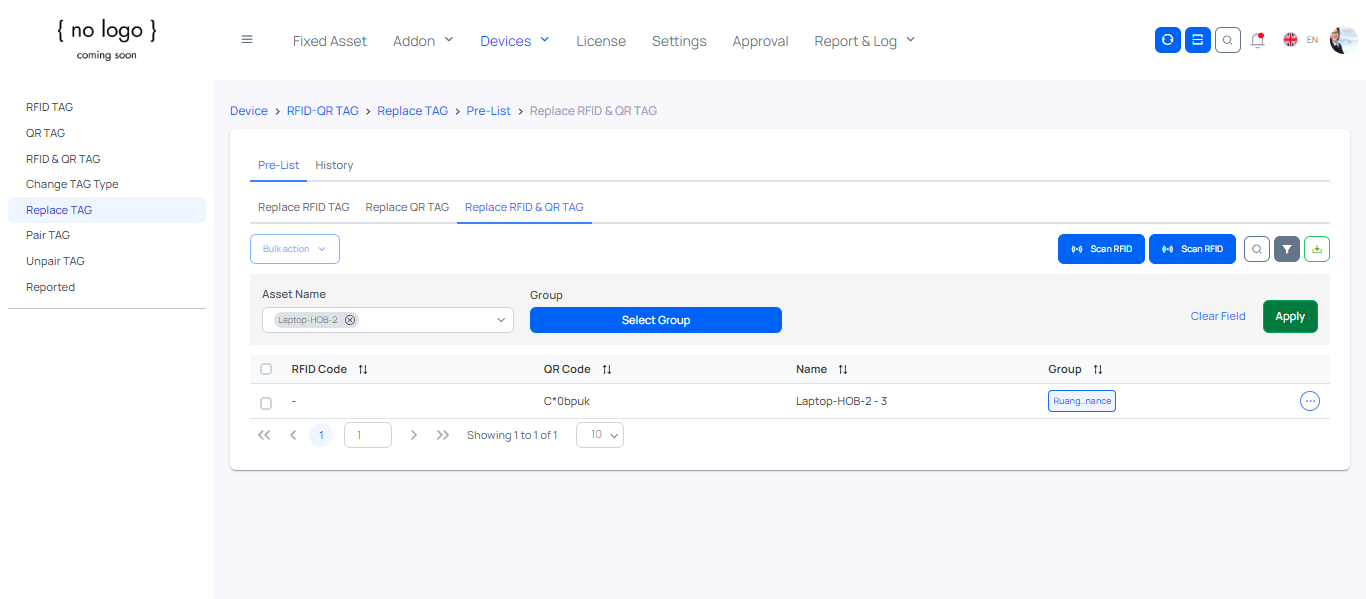 { no logo }
coming soon
Fixed Asset Addon Devices License Settings Approval Report & Log EN
RFID TAG
QR TAG
RFID & QR TAG
Change TAG Type
Replace TAG
Pair TAG
Unpair TAG
Reported
Device > RFID-QR TAG > Replace TAG > Pre-List > Replace RFID & QR TAG
Pre-List History
Replace RFID TAG Replace QR TAG Replace RFID & QR TAG
Bulk action Scan RFID Scan RFID
Asset Name Group
Laptop-HOB-2 Select Group Clear Field Apply
RFID Code QR Code Name Group
- C*0bpuk Laptop-HOB-2 - 3 Ruang..nance
1 1 Showing 1 to 1 of 1 10